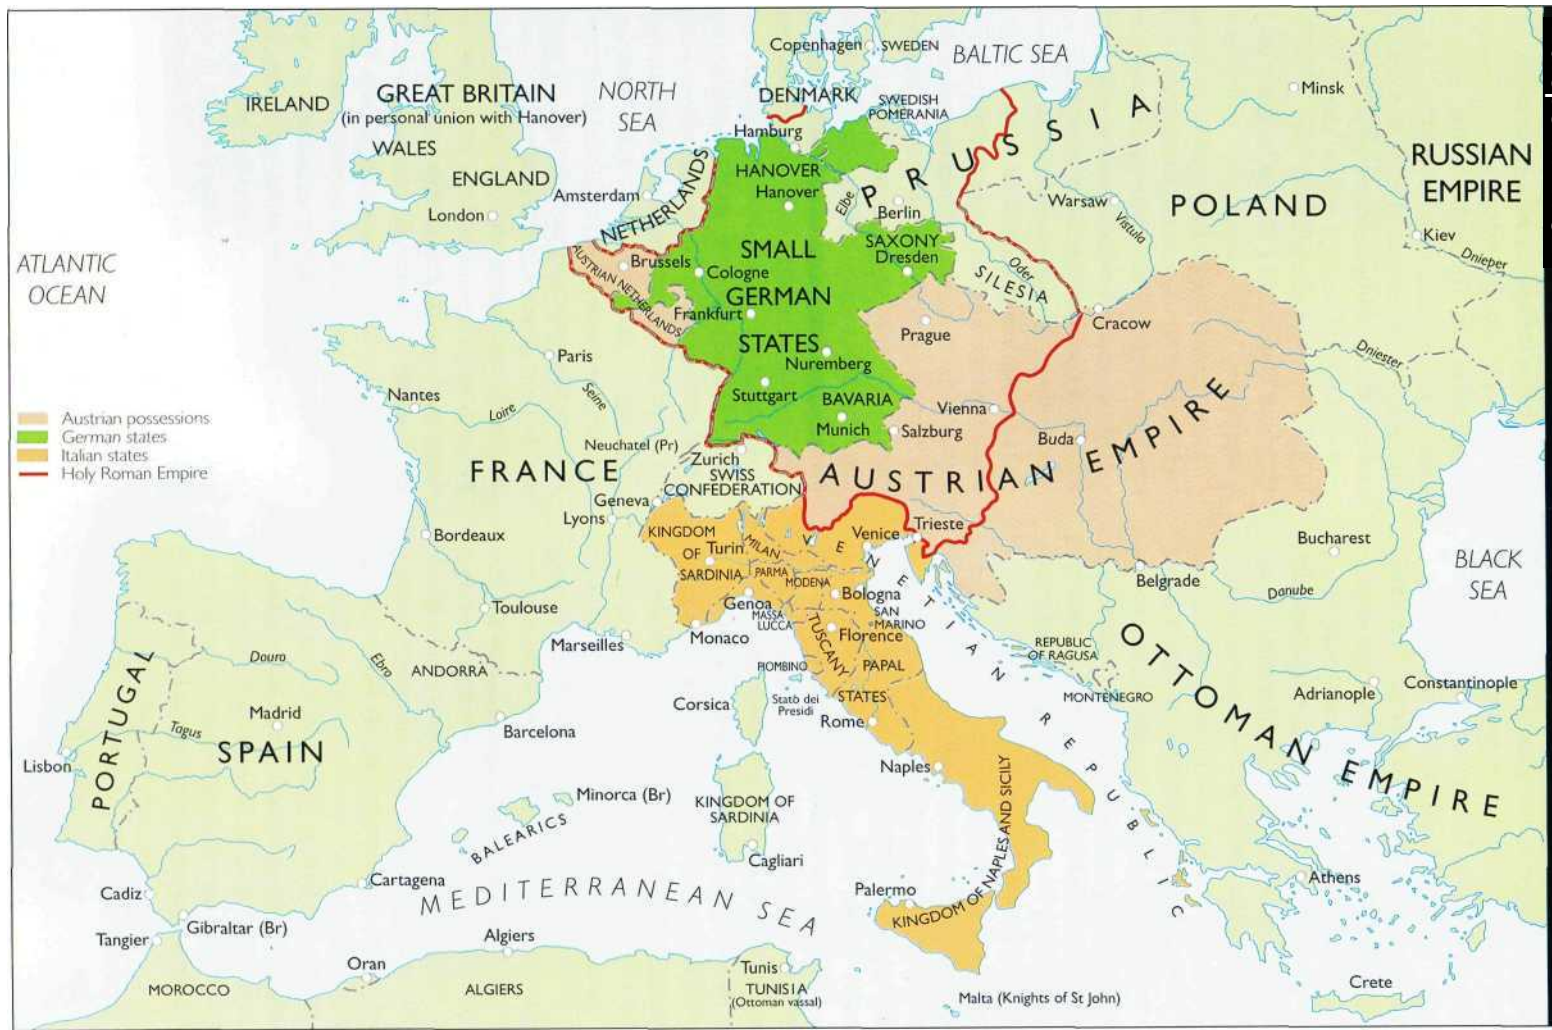 Copenhagen
SWEDEN
BALTIC SEA
IRELAND
GREAT BRITAIN
(in personal union with Hanover)
NORTH
SEA
DENMARK
SWEDISH
POMERANIA
Minsk
Hamburg
WALES
ENGLAND
London
Amsterdam
NETHERLANDS
HANOVER
Hanover
Elbe
PRUSSIA
Berlin
Warsaw
Vistula
POLAND
RUSSIAN
EMPIRE
Kiev
Dnieper
ATLANTIC
OCEAN
AUSTRIAN NETHERLANDS
Brussels
Cologne
SMALL
GERMAN
STATES
SAXONY
Dresden
Oder
SILESIA
Frankfurt
Prague
Cracow
Dniester
Paris
Seine
Nuremberg
Nantes
Loire
Stuttgart
BAVARIA
Munich
Salzburg
Vienna
Buda
AUSTRIAN EMPIRE
Austrian possessions
German states
Italian states
Holy Roman Empire
Neuchatel (Pr)
FRANCE
Zurich
SWISS
CONFEDERATION
Geneva
Lyons
Bordeaux
KINGDOM
OF
SARDINIA
Turin
MILAN
Venice
Trieste
VENETIAN REPUBLIC
PARMA
MODENA
Bologna
Genoa
MASSA
LUCCA
SAN
MARINO
Florence
TUSCANY
Monaco
Marseilles
Toulouse
Bucharest
Belgrade
Danube
BLACK
SEA
REPUBLIC
OF RAGUSA
MONTENEGRO
OTTOMAN EMPIRE
Adrianople
Constantinople
ANDORRA
Douro
Ebro
PORTUGAL
Madrid
Tagus
SPAIN
Lisbon
Barcelona
Corsica
PIOMBINO
Stato dei
Presidi
PAPAL
STATES
Rome
Naples
KINGDOM OF NAPLES AND SICILY
Minorca (Br)
BALEARICS
KINGDOM OF
SARDINIA
Cagliari
Cadiz
Cartagena
MEDITERRANEAN SEA
Palermo
Athens
Gibraltar (Br)
Tangier
Algiers
Oran
Tunis
TUNISIA
(Ottoman vassal)
MOROCCO
ALGIERS
Malta (Knights of St John)
Crete